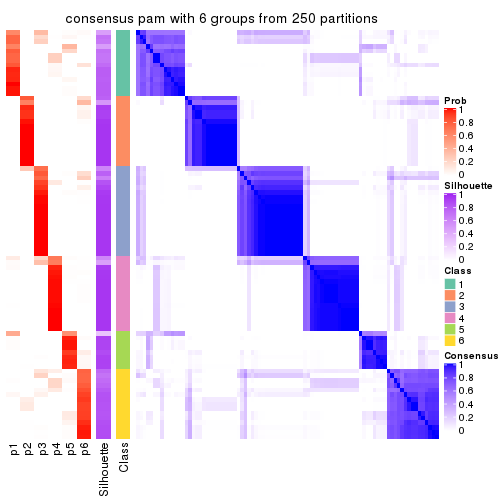 consensus pam with 6 groups from 250 partitions
Prob
1
0.8
0.6
0.4
0.2
0
Silhouette
1
0.8
0.6
0.4
0.2
0
Class
1
2
3
4
5
6
Consensus
1
0.8
0.6
0.4
0.2
0
p1
p2
p3
p4
p5
p6
Silhouette
Class